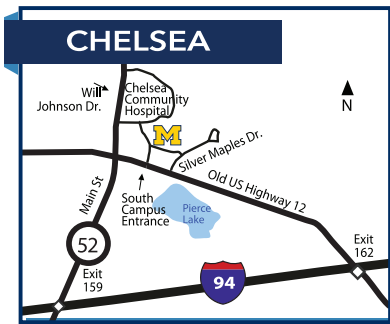 CHELSEA
Will
Johnson Dr.
Chelsea
Community
Hospital
N
M
Silver Maples Dr.
Old US Highway 12
Main St
South
Campus
Entrance
Pierce
Lake
52
Exit
159
94
Exit
162